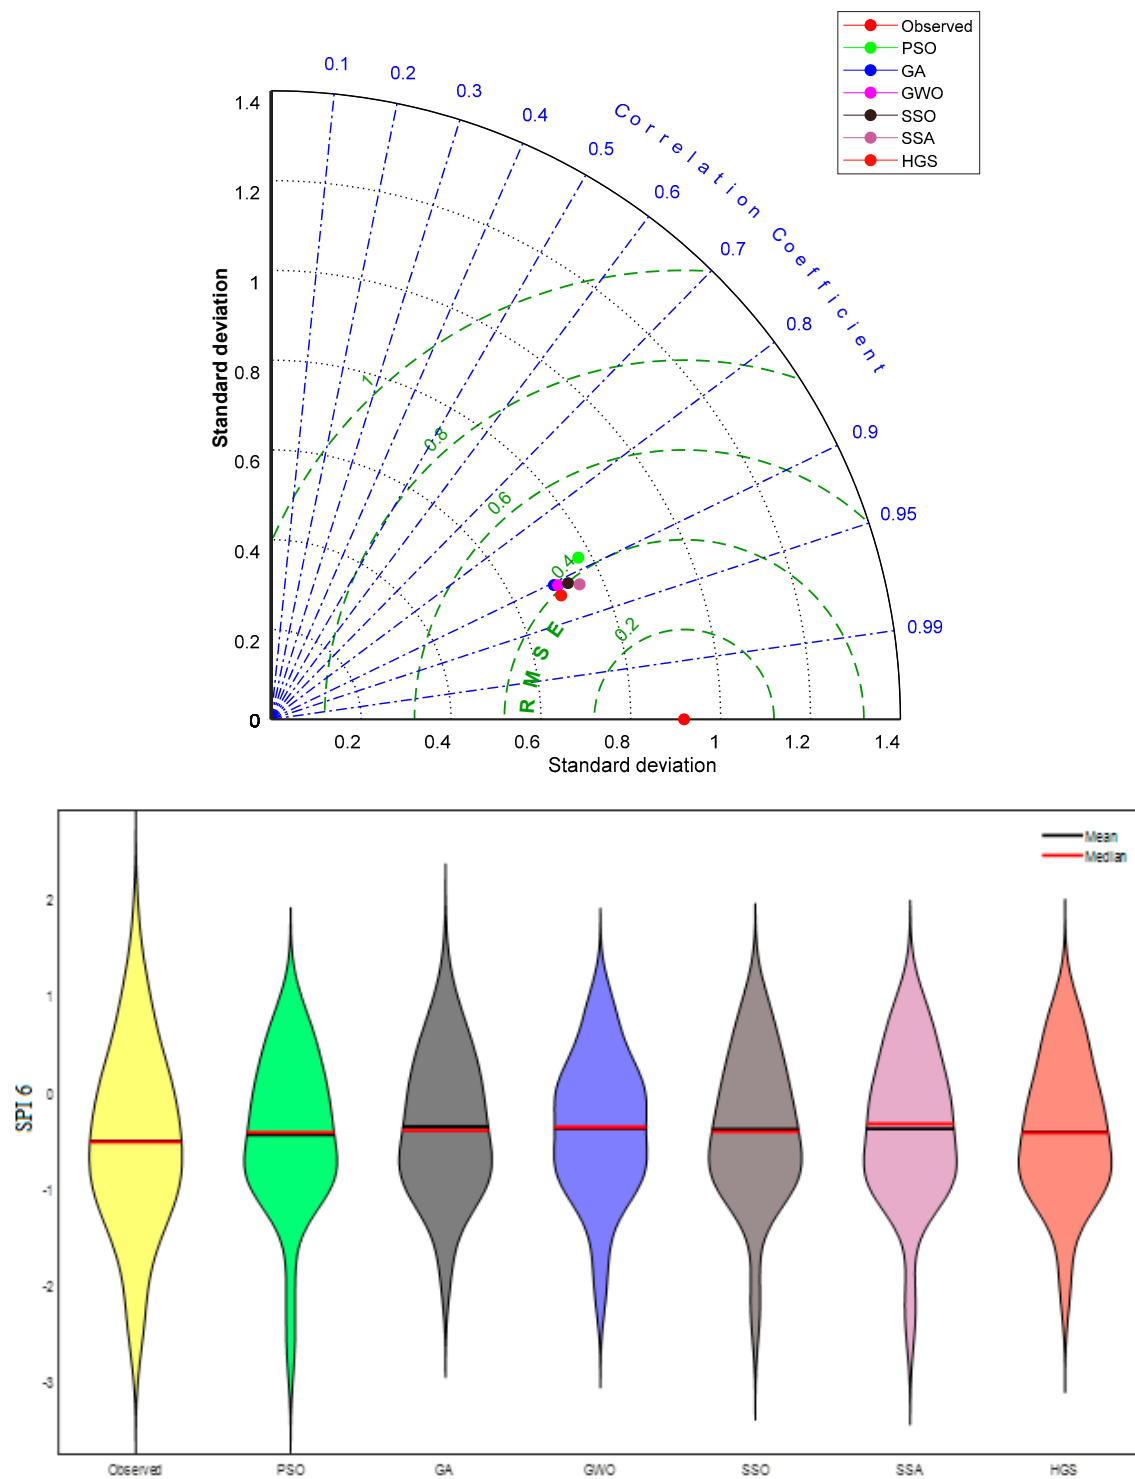 Observed
PSO
GA
GWO
SSO
SSA
HGS
0.1
0.2
0.3
0.4
0.5
0.6
0.7
0.8
0.9
0.95
0.99
Correlation Coefficient
1.4
1.2
1
0.8
0.6
0.4
0.2
0
Standard deviation
1
0.8
0.6
0.4
0.2
RMSE
0.2
0.4
0.6
0.8
1
1.2
1.4
Standard deviation
Mean
Median
2
1
0
-1
-2
-3
SPI 6
Observed
PSO
GA
GWO
SSO
SSA
HGS